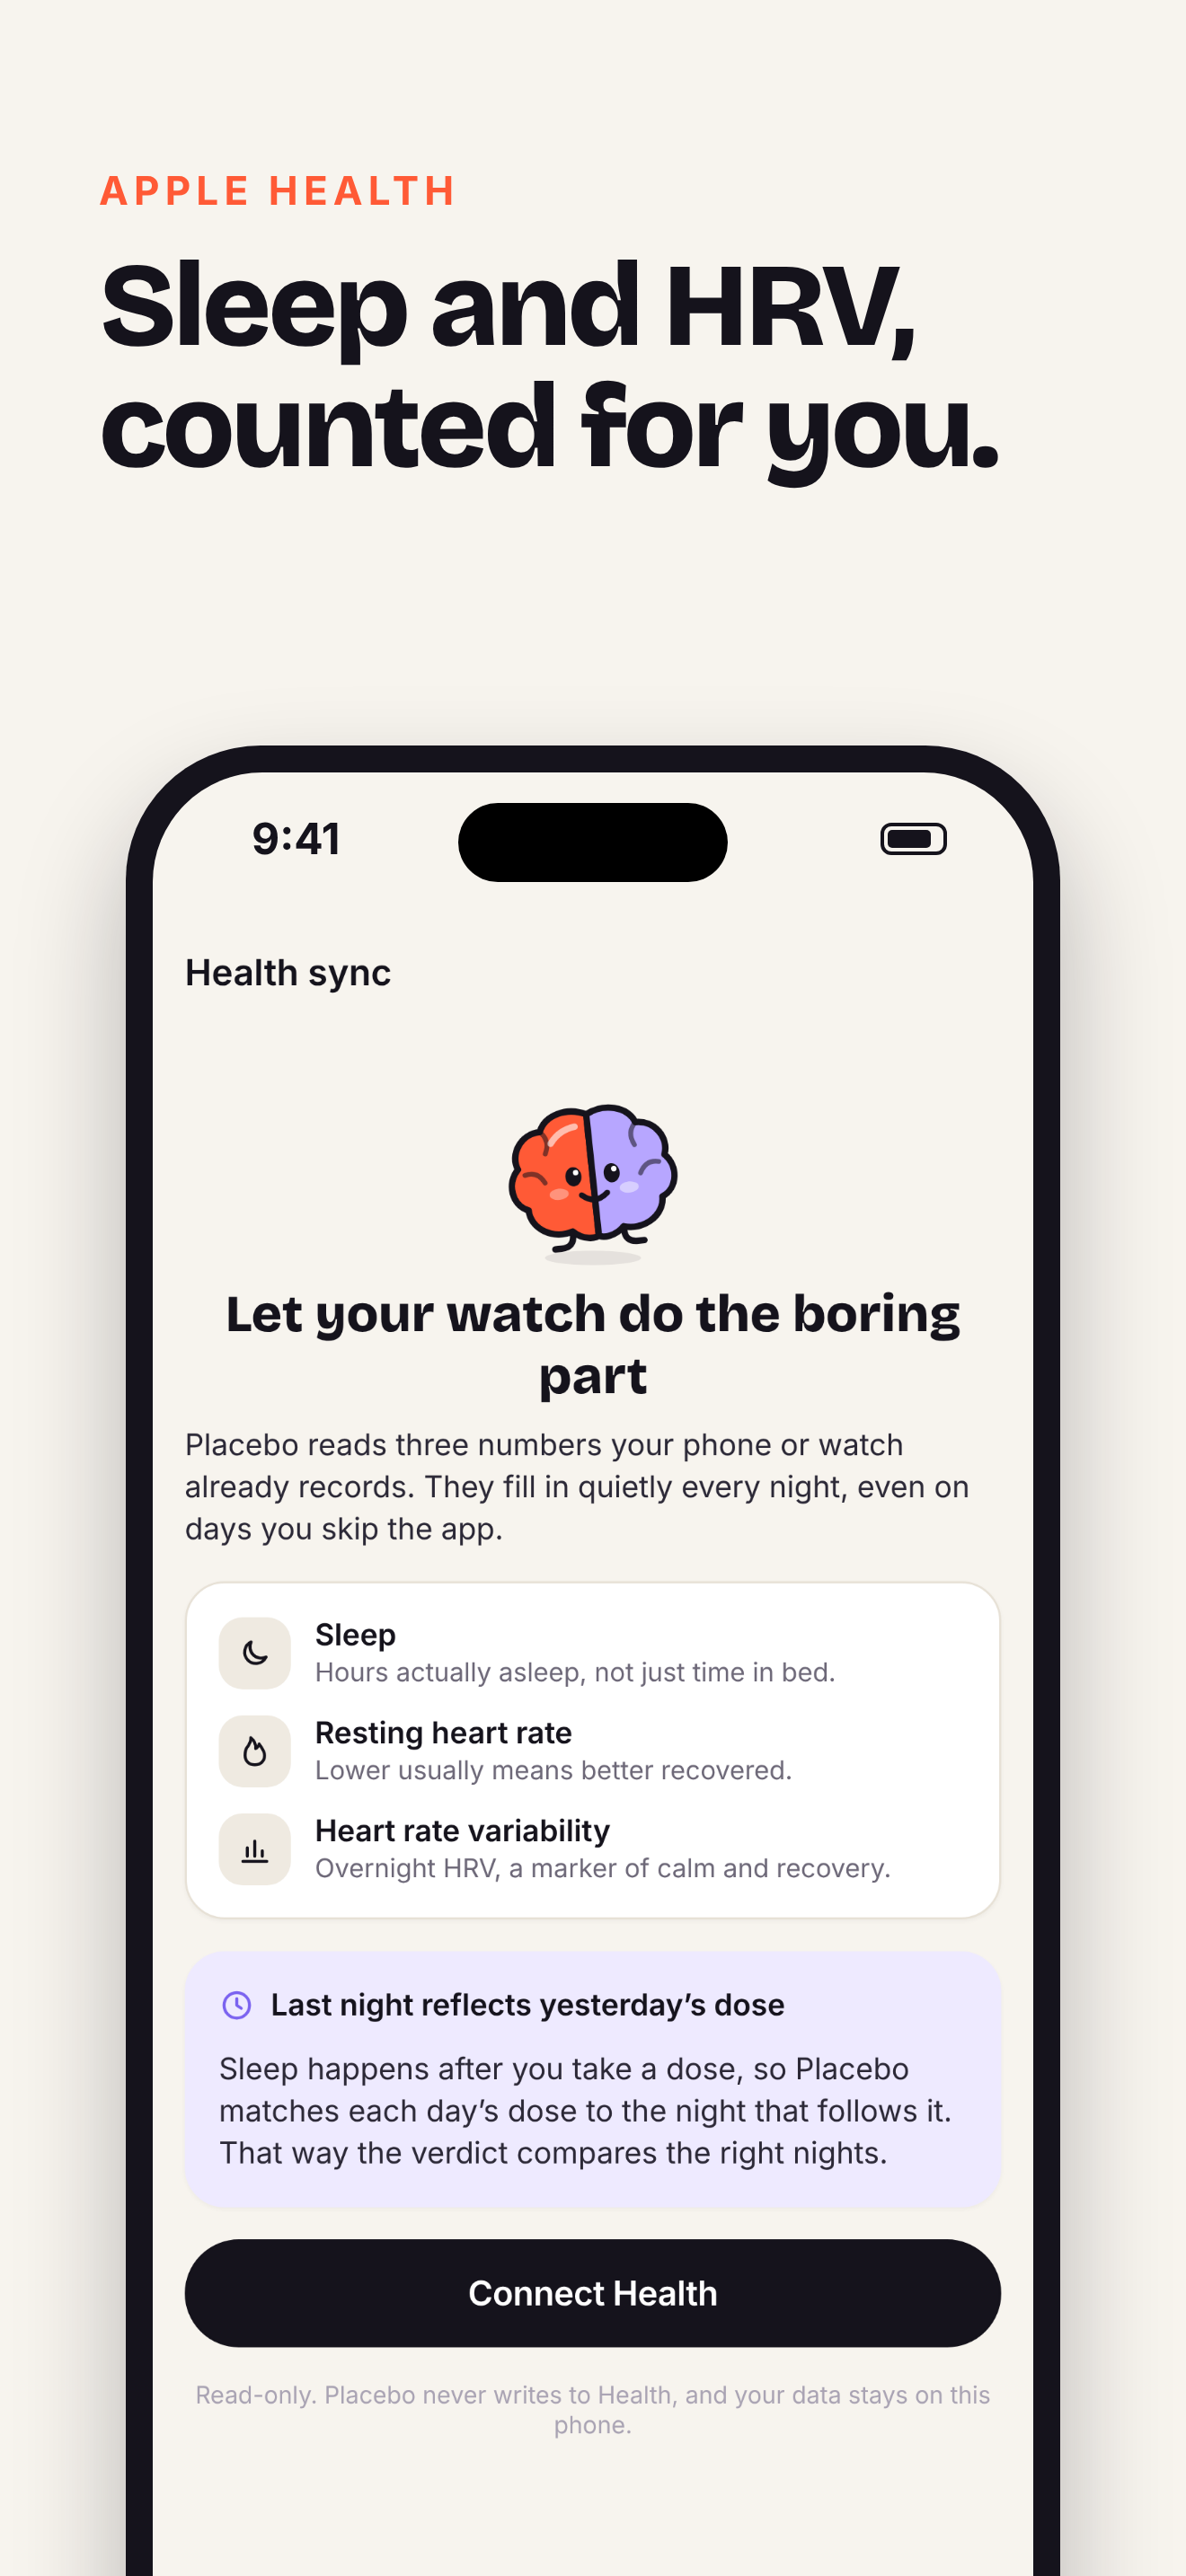 APPLE HEALTH
Sleep and HRV,
counted for you.
9:41
Health sync
Let your watch do the boring
part
Placebo reads three numbers your phone or watch
already records. They fill in quietly every night, even on
days you skip the app.
Sleep
Hours actually asleep, not just time in bed.
Resting heart rate
Lower usually means better recovered.
Heart rate variability
Overnight HRV, a marker of calm and recovery.
Last night reflects yesterday’s dose
Sleep happens after you take a dose, so Placebo
matches each day’s dose to the night that follows it.
That way the verdict compares the right nights.
Connect Health
Read-only. Placebo never writes to Health, and your data stays on this
phone.